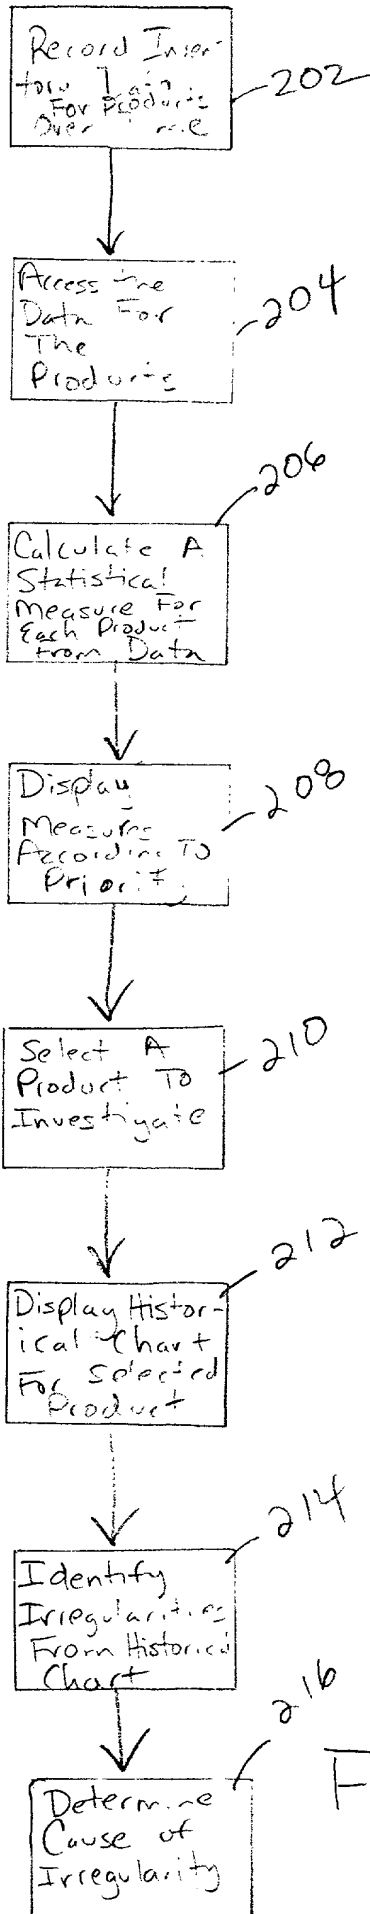 Record Inven-
tory Data
For Products
Over Time
202
Access the
Data For
The
Products
204
206
Calculate A
Statistical
Measure For
Each Product
From Data
Display
Measures
According To
Priority
208
Select A
Product To
Investigate
210
212
Display Histor-
ical Chart
For Selected
Product
214
Identify
Irregularities
From Historical
Chart
216
F
Determine
Cause of
Irregularity